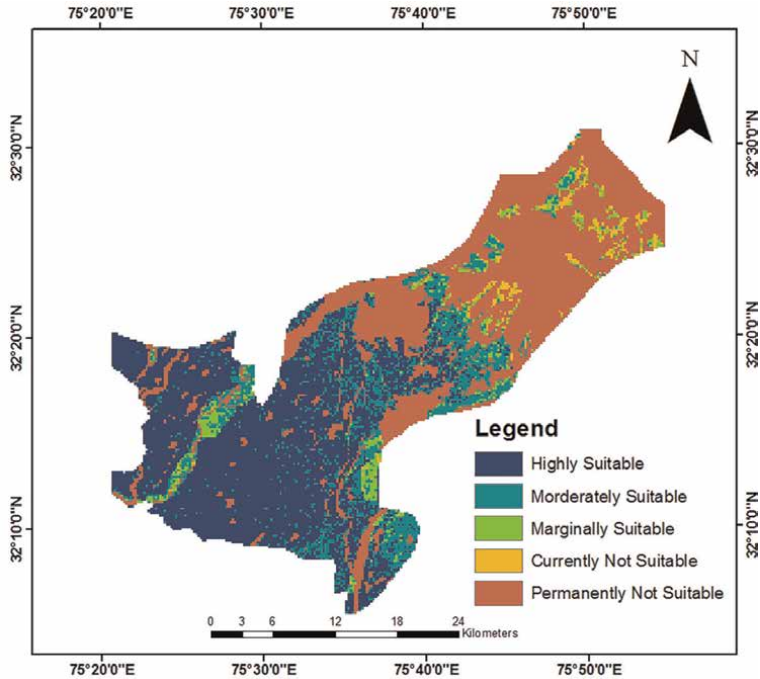 75°20'0"E 75°30'0"E 75°40'0"E 75°50'0"E
N
32°30'0"N 32°30'0"N
32°20'0"N 32°20'0"N
32°10'0"N 32°10'0"N
Legend
Highly Suitable
Morderately Suitable
Marginally Suitable
Currently Not Suitable
Permanently Not Suitable
0 3 6 12 18 24
Kilometers
75°20'0"E 75°30'0"E 75°40'0"E 75°50'0"E